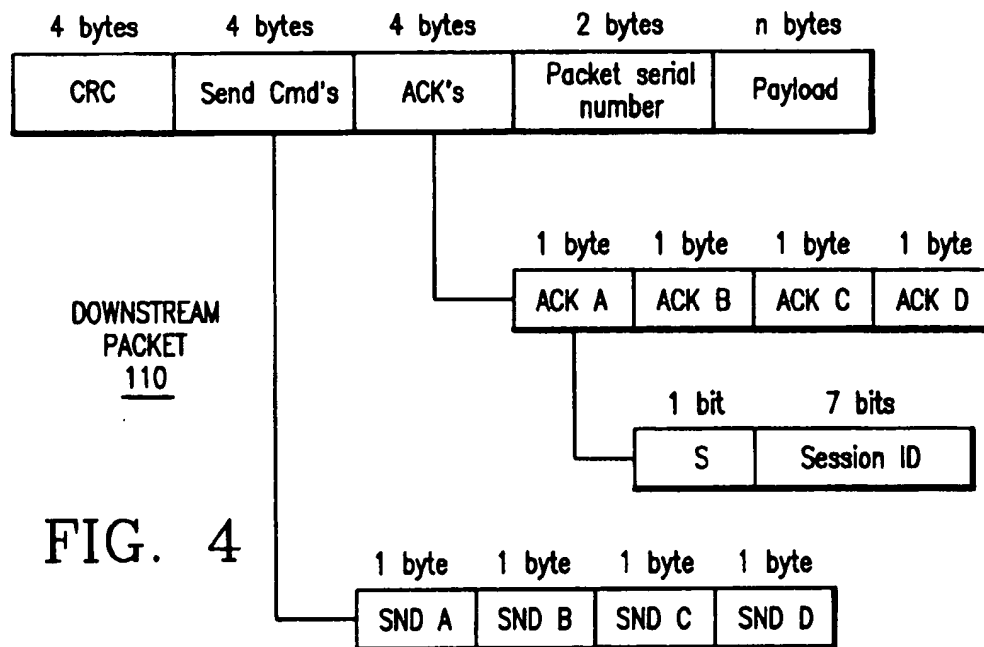 4 bytes 4 bytes 4 bytes 2 bytes n bytes
CRC Send Cmd's ACK's Packet serial number Payload
1 byte 1 byte 1 byte 1 byte
ACK A ACK B ACK C ACK D
DOWNSTREAM
PACKET
110
1 bit 7 bits
S Session ID
FIG. 4
1 byte 1 byte 1 byte 1 byte
SND A SND B SND C SND D